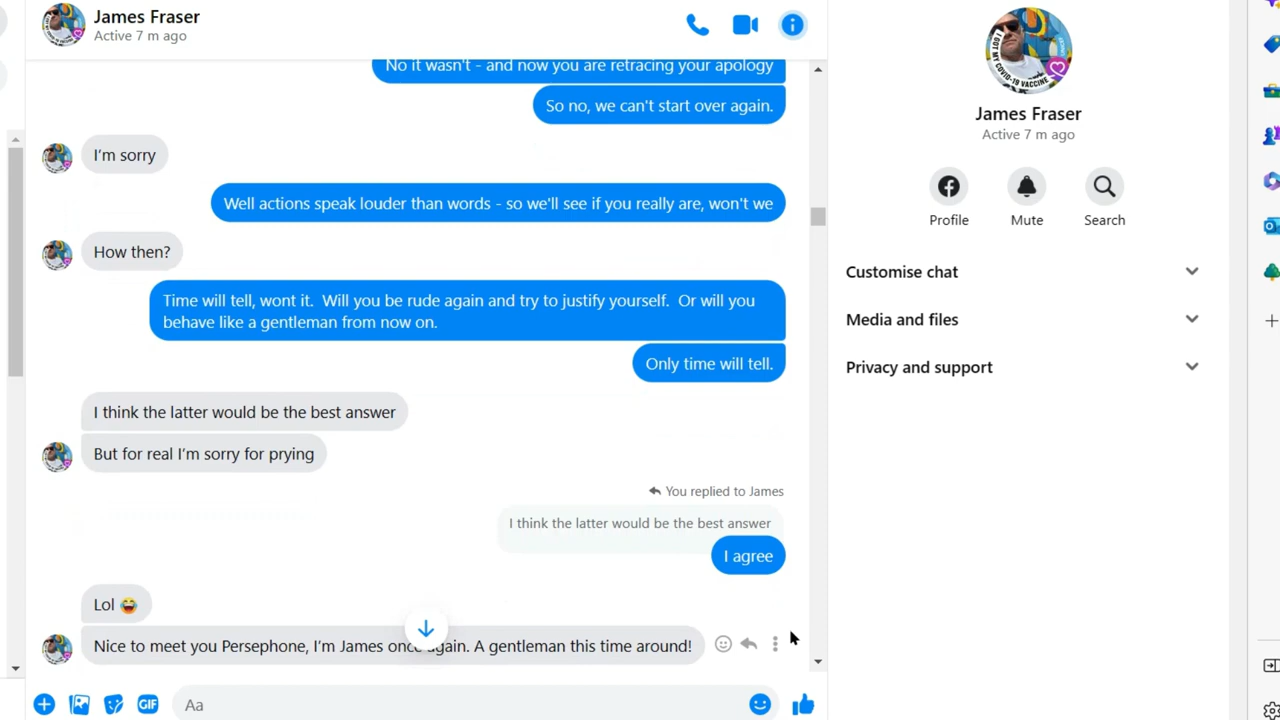 James Fraser
Active 7 m ago
No it wasn't - and now you are retracing your apology
So no, we can't start over again.
I'm sorry
Well actions speak louder than words - so we'll see if you really are, won't we
How then?
Time will tell, wont it. Will you be rude again and try to justify yourself. Or will you
behave like a gentleman from now on.
Only time will tell.
I think the latter would be the best answer
But for real I'm sorry for prying
You replied to James
I think the latter would be the best answer
I agree
Lol
Nice to meet you Persephone, I'm James once again. A gentleman this time around!
GIF
Aa
I GOT MY COVID-19 VACCINE
James Fraser
Active 7 m ago
Profile
Mute
Search
Customise chat
Media and files
Privacy and support